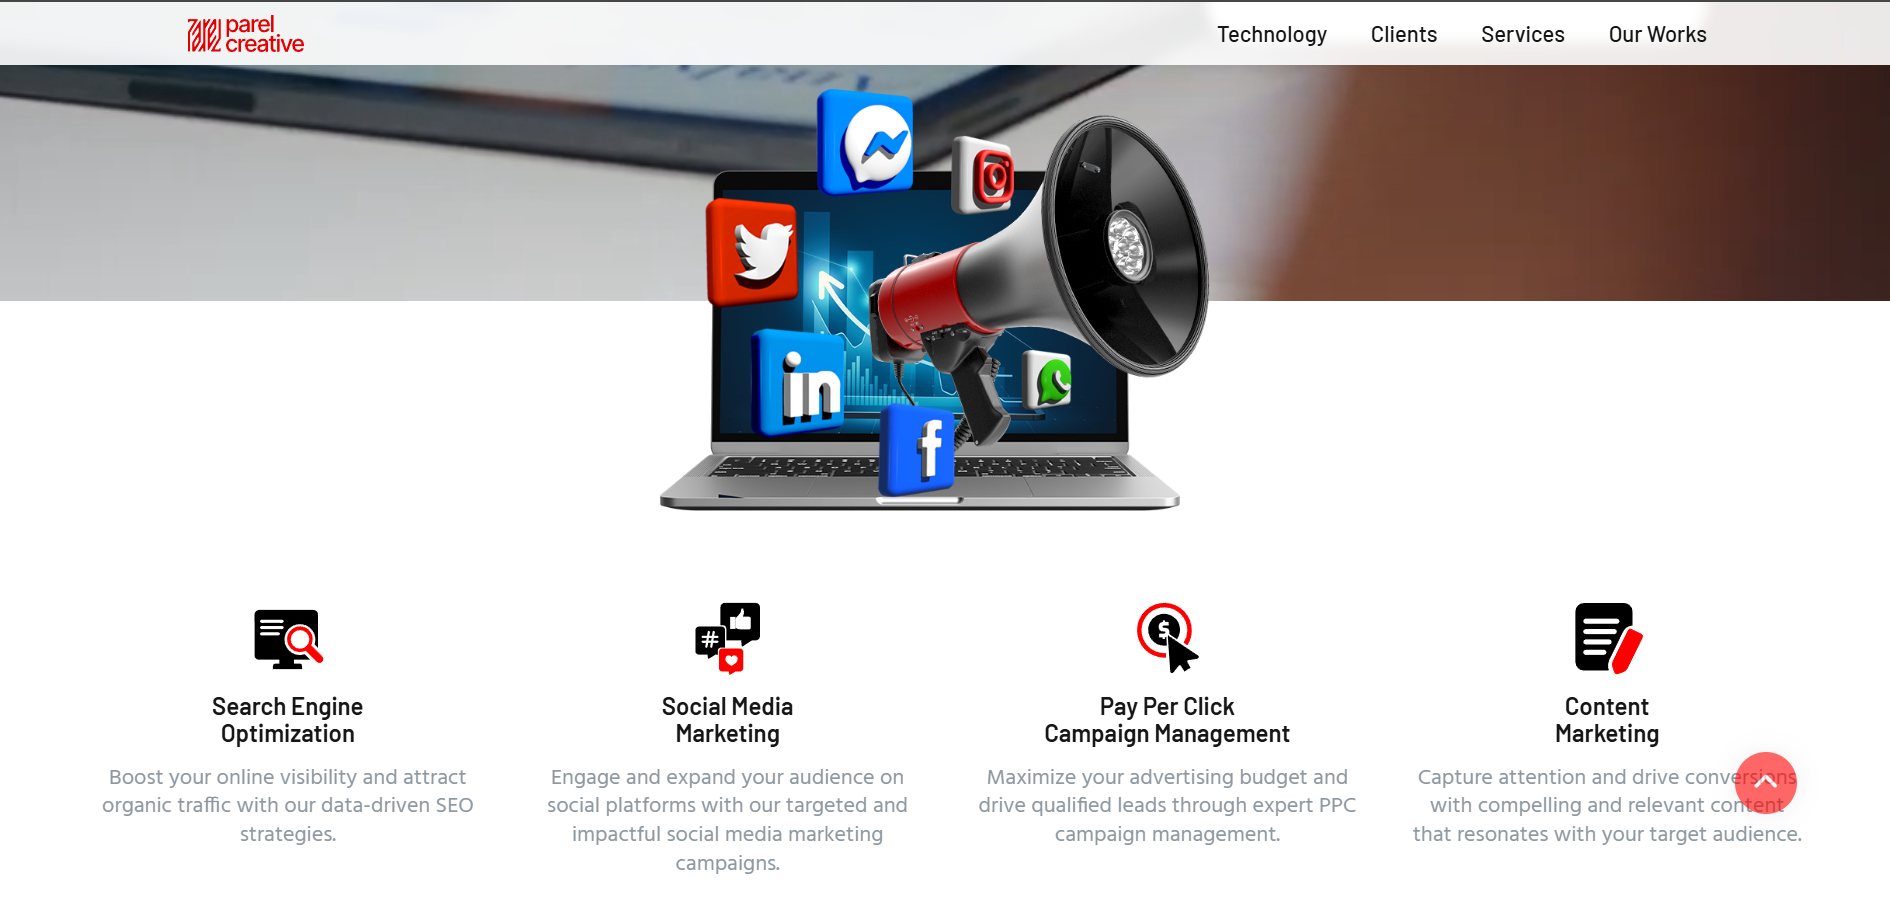 parel
creative
Technology Clients Services Our Works
in
f
#
$
Search Engine
Optimization
Boost your online visibility and attract
organic traffic with our data-driven SEO
strategies.
Social Media
Marketing
Engage and expand your audience on
social platforms with our targeted and
impactful social media marketing
campaigns.
Pay Per Click
Campaign Management
Maximize your advertising budget and
drive qualified leads through expert PPC
campaign management.
Content
Marketing
Capture attention and drive conversions
with compelling and relevant content
that resonates with your target audience.